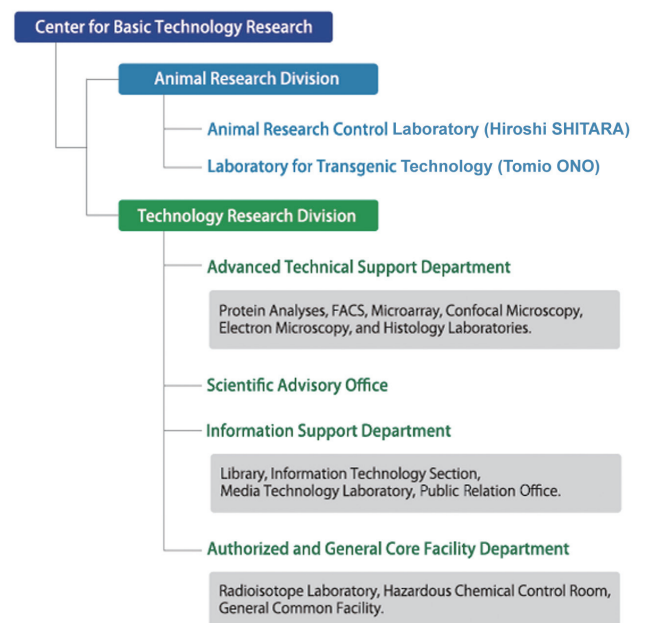 Center for Basic Technology Research
Animal Research Division
Animal Research Control Laboratory (Hiroshi SHITARA)
Laboratory for Transgenic Technology (Tomio ONO)
Technology Research Division
Advanced Technical Support Department
Protein Analyses, FACS, Microarray, Confocal Microscopy,
Electron Microscopy, and Histology Laboratories.
Scientific Advisory Office
Information Support Department
Library, Information Technology Section,
Media Technology Laboratory, Public Relation Office.
Authorized and General Core Facility Department
Radioisotope Laboratory, Hazardous Chemical Control Room,
General Common Facility.